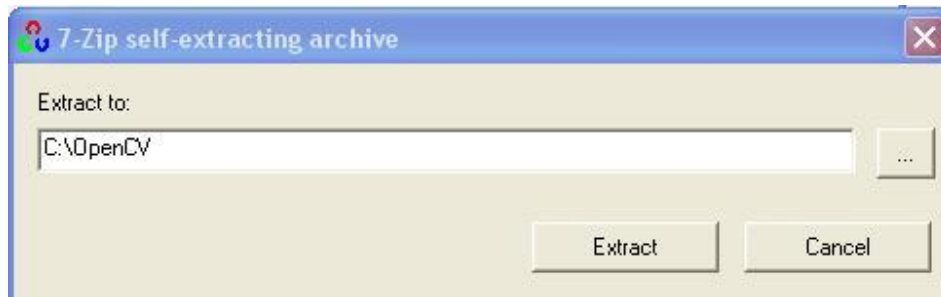 7-Zip self-extracting archive
Extract to:
C:\OpenCV
...
Extract Cancel